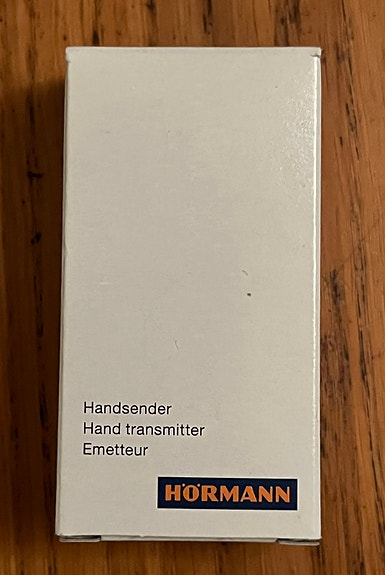 Handsender
Hand transmitter
Emetteur
HÖRMANN